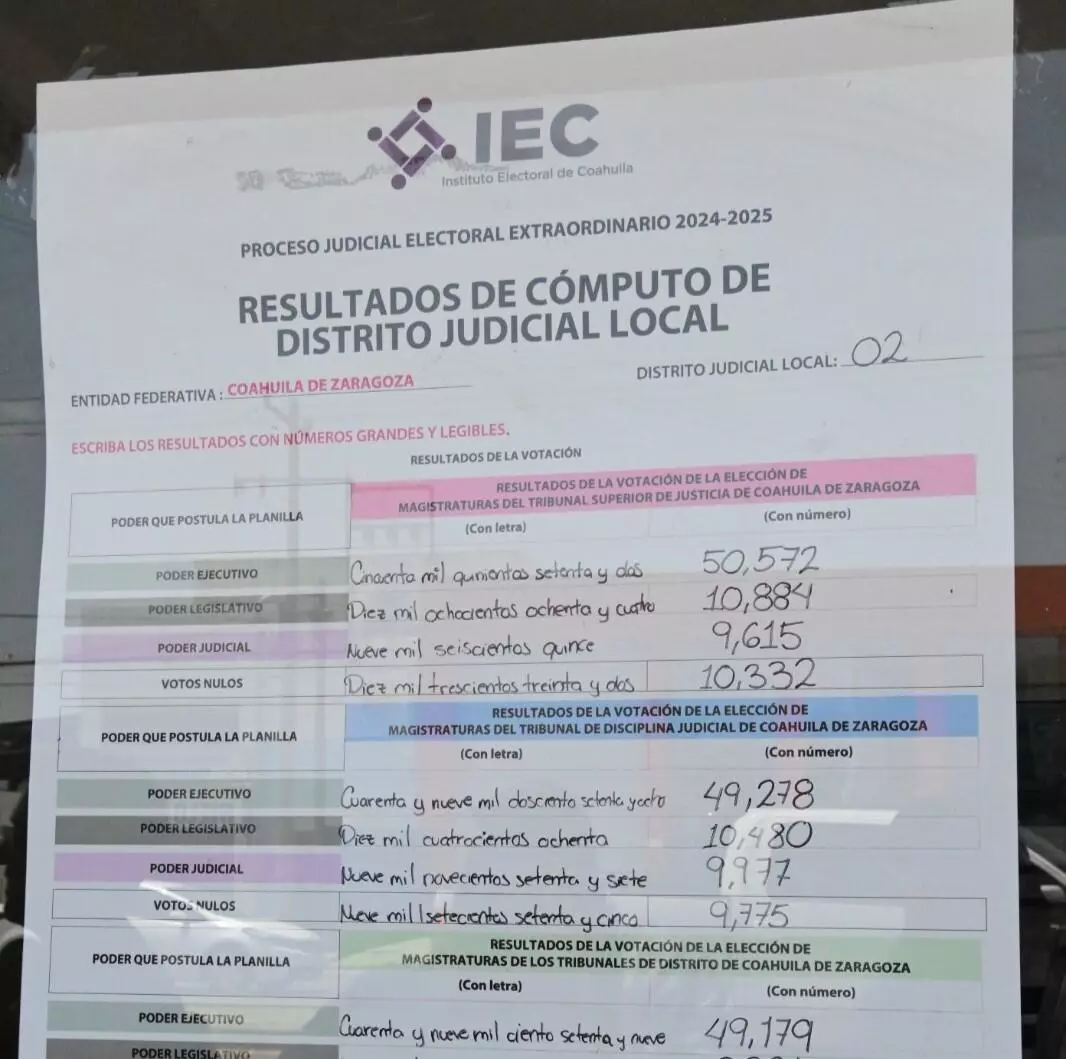 IEC
Instituto Electoral de Coahuila
PROCESO JUDICIAL ELECTORAL EXTRAORDINARIO 2024-2025
RESULTADOS DE CÓMPUTO DE
DISTRITO JUDICIAL LOCAL
ENTIDAD FEDERATIVA : COAHUILA DE ZARAGOZA
DISTRITO JUDICIAL LOCAL: 02
ESCRIBA LOS RESULTADOS CON NÚMEROS GRANDES Y LEGIBLES.
RESULTADOS DE LA VOTACIÓN
PODER QUE POSTULA LA PLANILLA
RESULTADOS DE LA VOTACIÓN DE LA ELECCIÓN DE
MAGISTRATURAS DEL TRIBUNAL SUPERIOR DE JUSTICIA DE COAHUILA DE ZARAGOZA
(Con letra) (Con número)
PODER EJECUTIVO Cincuenta mil qunientos setenta y dos 50,572
PODER LEGISLATIVO Diez mil ochocientos ochenta y cuatro 10,884
PODER JUDICIAL Nueve mil seiscientos quince 9,615
VOTOS NULOS Diez mil trescientos treinta y dos 10,332
PODER QUE POSTULA LA PLANILLA
RESULTADOS DE LA VOTACIÓN DE LA ELECCIÓN DE
MAGISTRATURAS DEL TRIBUNAL DE DISCIPLINA JUDICIAL DE COAHUILA DE ZARAGOZA
(Con letra) (Con número)
PODER EJECUTIVO Cuarenta y nueve mil dosciento setenta y ocho 49,278
PODER LEGISLATIVO Diez mil cuatrocientos ochenta 10,480
PODER JUDICIAL Nueve mil novecientos setenta y siete 9,977
VOTOS NULOS Nueve mil setecientos setenta y cinco 9,775
PODER QUE POSTULA LA PLANILLA
RESULTADOS DE LA VOTACIÓN DE LA ELECCIÓN DE
MAGISTRATURAS DE LOS TRIBUNALES DE DISTRITO DE COAHUILA DE ZARAGOZA
(Con letra) (Con número)
PODER EJECUTIVO Cuarenta y nueve mil ciento setenta y nueve 49,179
PODER LEGISLATIVO